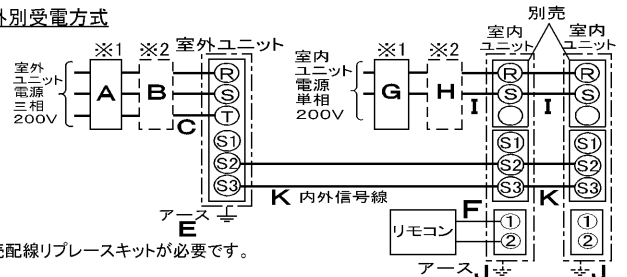 外別受電方式
別売
※1 ※2 室外ユニット
※1 ※2
室内
ユニット
室内
ユニット
室外
ユニット
電源
三相
200V
A
B
C
R
S
T
S1
S2
S3
室内
ユニット
電源
単相
200V
G
H
I
R
S
I
R
S
S1
S2
S3
S1
S2
S3
K 内外信号線
K
アース
E
リモコン
F
1
2
1
2
アース J
J
売配線リプレースキットが必要です。